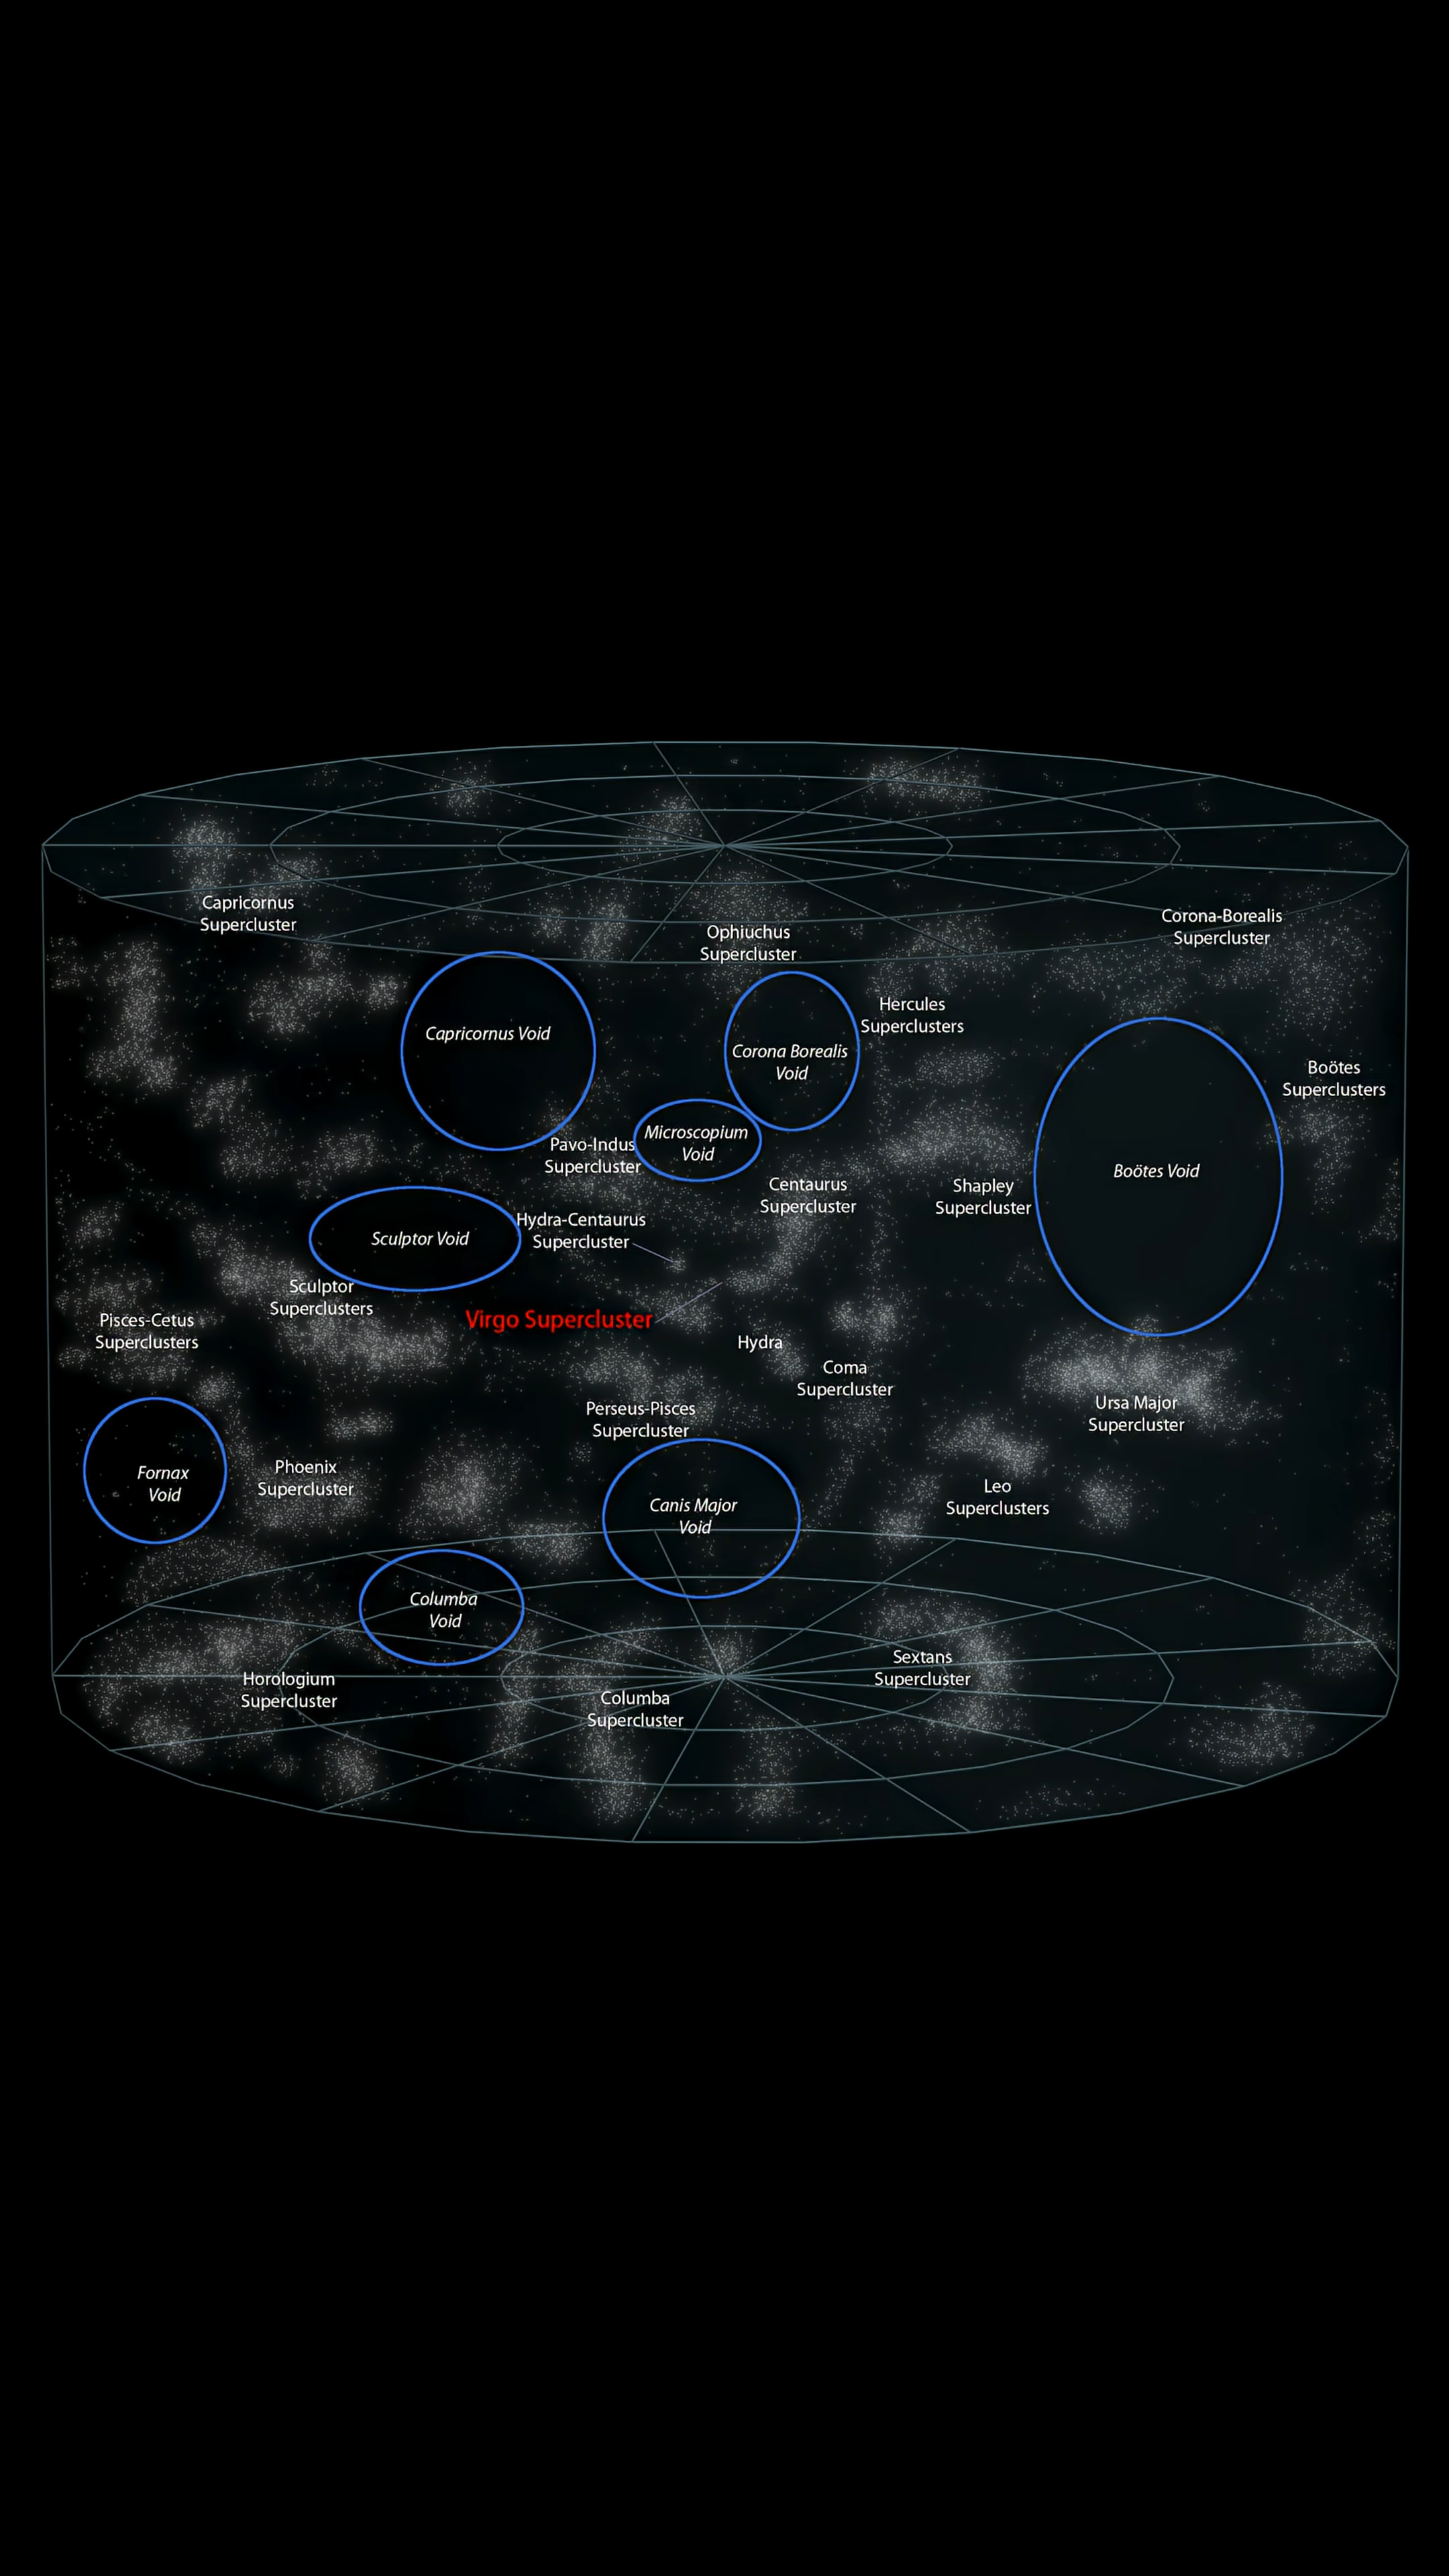 Capricornus
Supercluster
Corona-Borealis
Supercluster
Ophiuchus
Supercluster
Hercules
Superclusters
Capricornus Void
Corona Borealis
Void
Boötes
Superclusters
Microscopium
Void
Pavo-Indus
Supercluster
Boötes Void
Centaurus
Supercluster
Shapley
Supercluster
Hydra-Centaurus
Supercluster
Sculptor Void
Sculptor
Superclusters
Virgo Supercluster
Pisces-Cetus
Superclusters
Hydra
Coma
Supercluster
Ursa Major
Supercluster
Perseus-Pisces
Supercluster
Fornax
Void
Phoenix
Supercluster
Leo
Superclusters
Canis Major
Void
Columba
Void
Sextans
Supercluster
Horologium
Supercluster
Columba
Supercluster